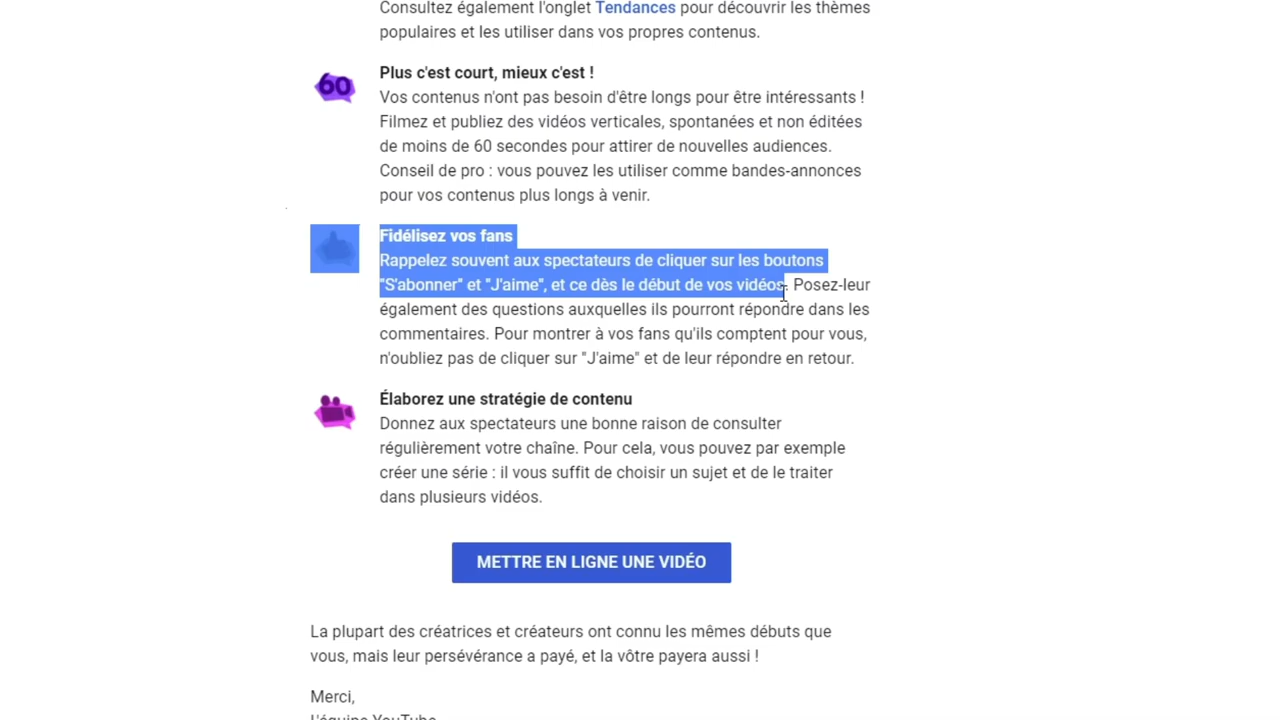 Consultez également l'onglet Tendances pour découvrir les thèmes
populaires et les utiliser dans vos propres contenus.
60
Plus c'est court, mieux c'est !
Vos contenus n'ont pas besoin d'être longs pour être intéressants !
Filmez et publiez des vidéos verticales, spontanées et non éditées
de moins de 60 secondes pour attirer de nouvelles audiences.
Conseil de pro : vous pouvez les utiliser comme bandes-annonces
pour vos contenus plus longs à venir.
Fidélisez vos fans
Rappelez souvent aux spectateurs de cliquer sur les boutons
"S'abonner" et "J'aime", et ce dès le début de vos vidéos. Posez-leur
également des questions auxquelles ils pourront répondre dans les
commentaires. Pour montrer à vos fans qu'ils comptent pour vous,
n'oubliez pas de cliquer sur "J'aime" et de leur répondre en retour.
Élaborez une stratégie de contenu
Donnez aux spectateurs une bonne raison de consulter
régulièrement votre chaîne. Pour cela, vous pouvez par exemple
créer une série : il vous suffit de choisir un sujet et de le traiter
dans plusieurs vidéos.
METTRE EN LIGNE UNE VIDÉO
La plupart des créatrices et créateurs ont connu les mêmes débuts que
vous, mais leur persévérance a payé, et la vôtre payera aussi !
Merci,
L'équipe YouTube